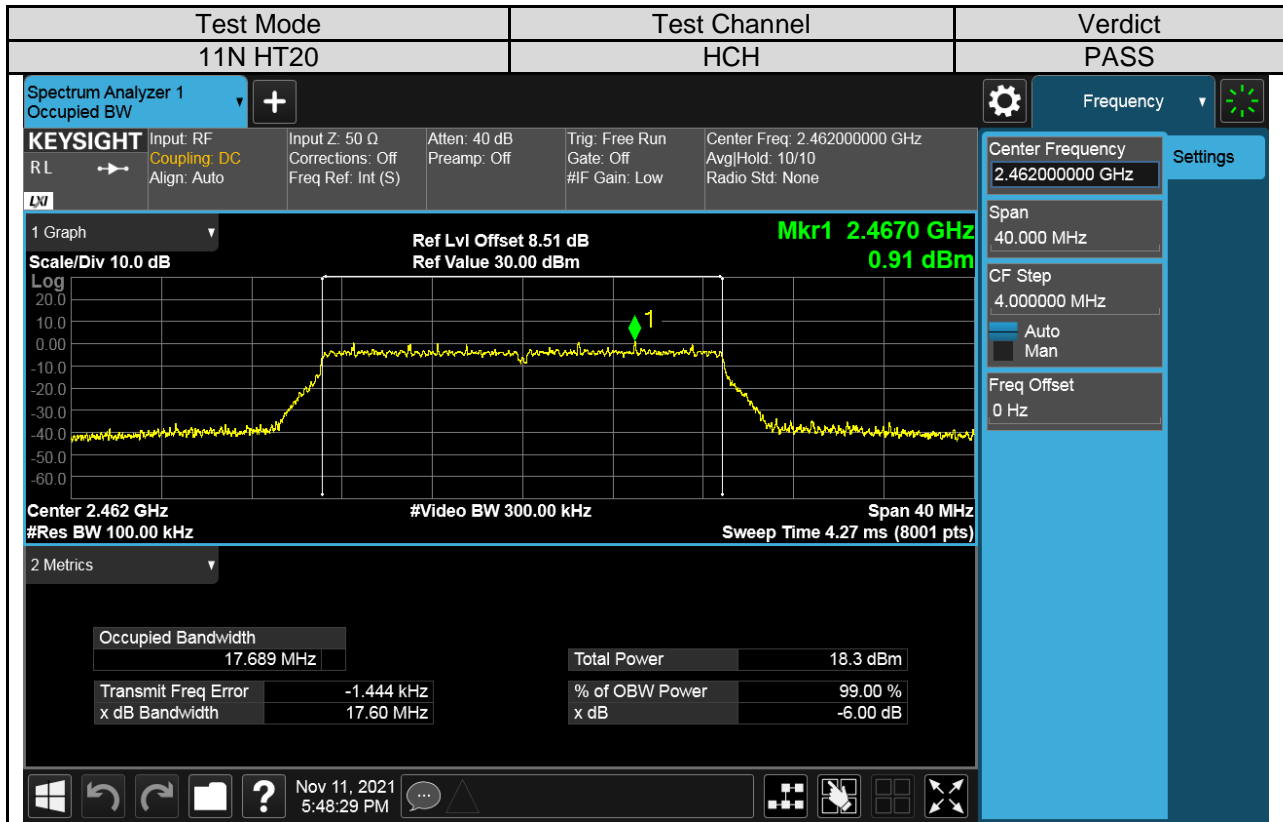 Test Mode Test Channel Verdict
11N HT20 HCH PASS
Spectrum Analyzer 1
Occupied BW
+
Frequency
KEYSIGHT
R L
LXI
Input: RF
Coupling: DC
Align: Auto
Input Z: 50 Ω
Corrections: Off
Freq Ref: Int (S)
Atten: 40 dB
Preamp: Off
Trig: Free Run
Gate: Off
#IF Gain: Low
Center Freq: 2.462000000 GHz
Avg|Hold: 10/10
Radio Std: None
Center Frequency
2.462000000 GHz
Settings
Span
40.000 MHz
CF Step
4.000000 MHz
Auto
Man
Freq Offset
0 Hz
1 Graph
Scale/Div 10.0 dB
Ref Lvl Offset 8.51 dB
Ref Value 30.00 dBm
Mkr1 2.4670 GHz
0.91 dBm
Log
20.0
10.0
0.00
-10.0
-20.0
-30.0
-40.0
-50.0
-60.0
1
Center 2.462 GHz
#Res BW 100.00 kHz
#Video BW 300.00 kHz
Span 40 MHz
Sweep Time 4.27 ms (8001 pts)
2 Metrics
Occupied Bandwidth
17.689 MHz
Total Power 18.3 dBm
Transmit Freq Error -1.444 kHz
% of OBW Power 99.00 %
x dB Bandwidth 17.60 MHz
x dB -6.00 dB
?
Nov 11, 2021
5:48:29 PM